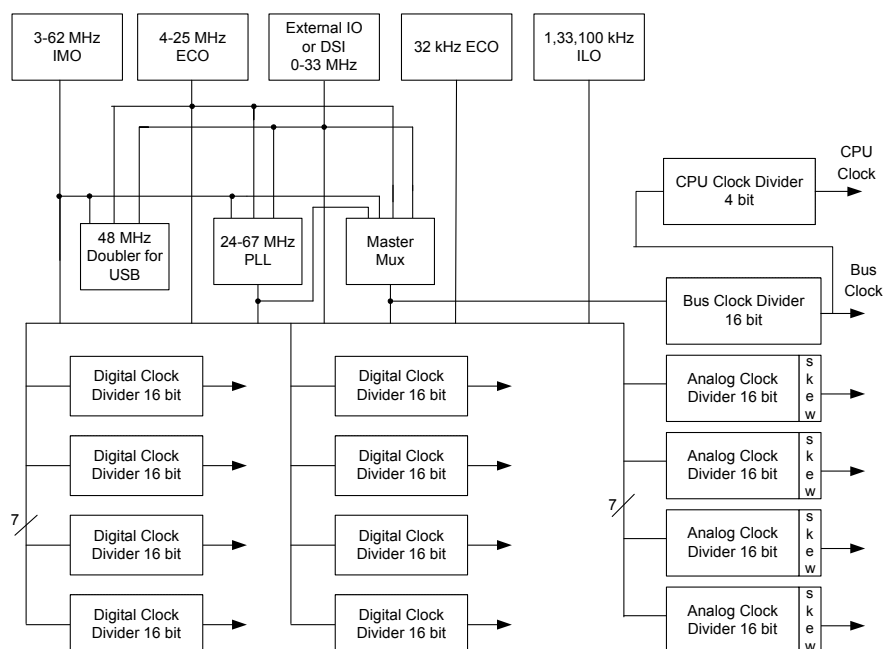 3-62 MHz
IMO
4-25 MHz
ECO
External IO
or DSI
0-33 MHz
32 kHz ECO
1,33,100 kHz
ILO
CPU
Clock
CPU Clock Divider
4 bit
48 MHz
Doubler for
USB
24-67 MHz
PLL
Master
Mux
Bus
Clock
Bus Clock Divider
16 bit
Digital Clock
Divider 16 bit
Digital Clock
Divider 16 bit
Analog Clock
Divider 16 bit
s
k
e
w
Digital Clock
Divider 16 bit
Digital Clock
Divider 16 bit
Analog Clock
Divider 16 bit
s
k
e
w
7
7
Digital Clock
Divider 16 bit
Digital Clock
Divider 16 bit
Analog Clock
Divider 16 bit
s
k
e
w
Digital Clock
Divider 16 bit
Digital Clock
Divider 16 bit
Analog Clock
Divider 16 bit
s
k
e
w